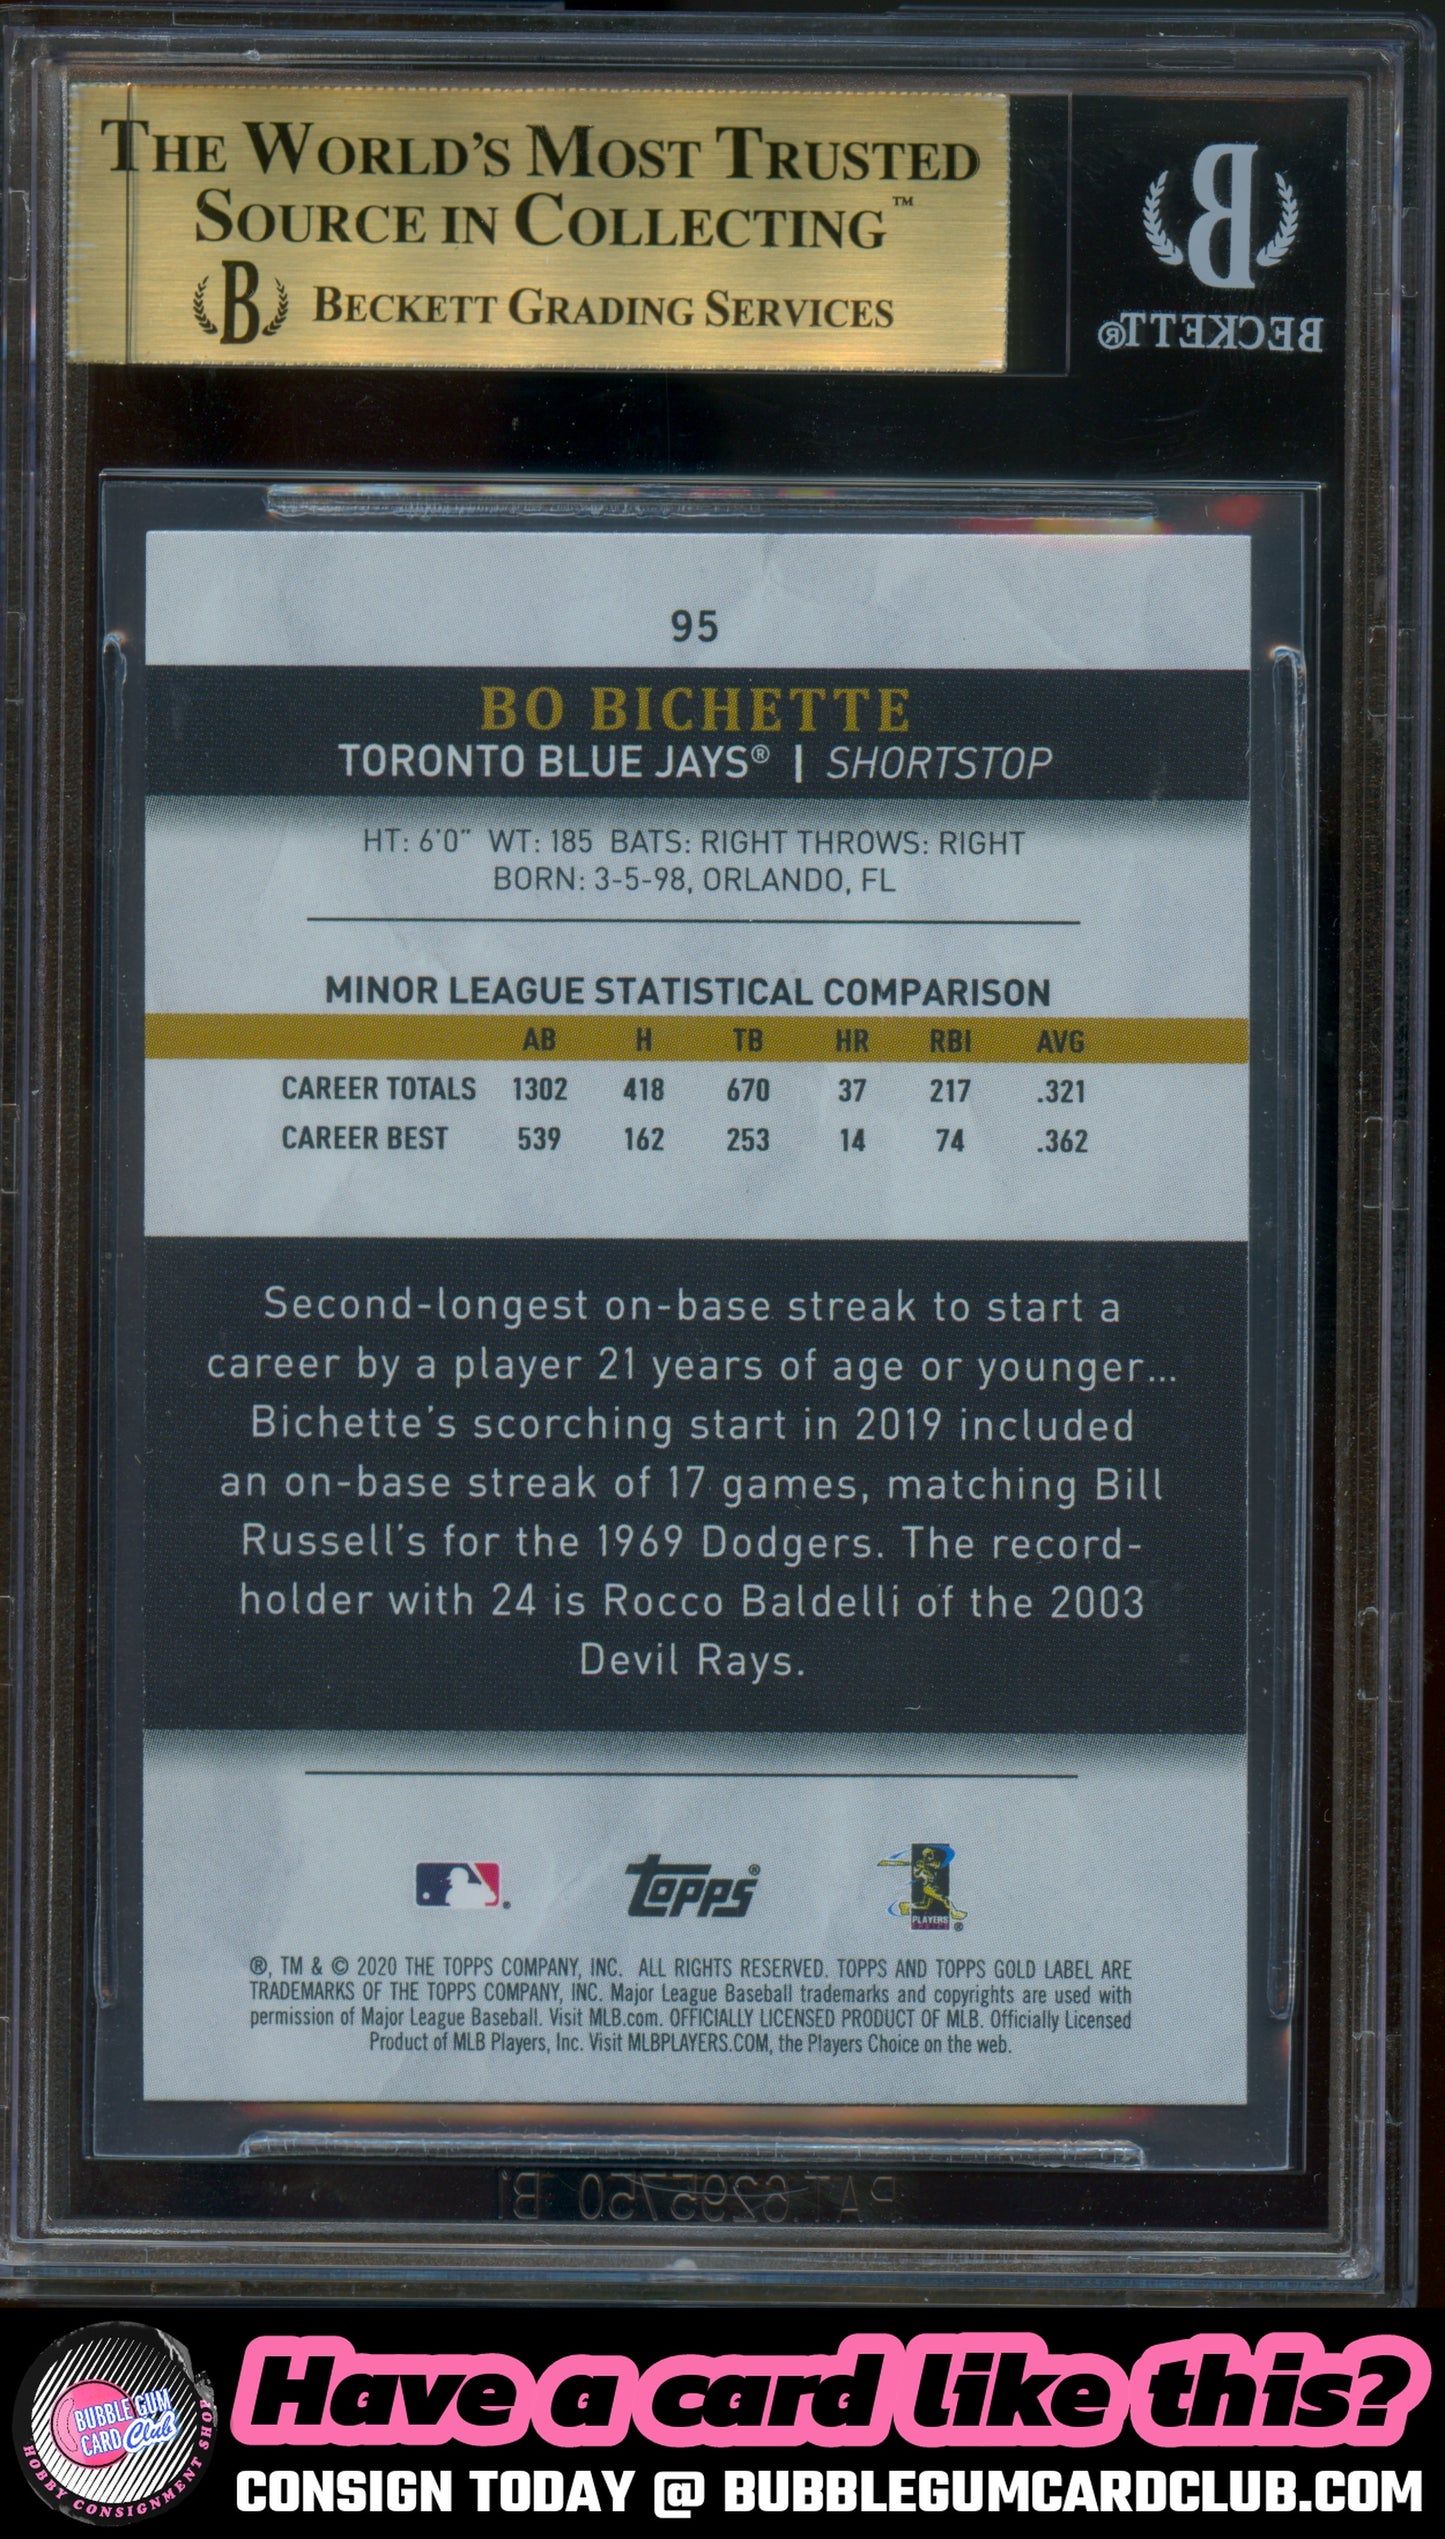 THE WORLD'S MOST TRUSTED
SOURCE IN COLLECTING™
B BECKETT GRADING SERVICES
B
BECKETT®
95
BO BICHETTE
TORONTO BLUE JAYS® | SHORTSTOP
HT: 6'0" WT: 185 BATS: RIGHT THROWS: RIGHT
BORN: 3-5-98, ORLANDO, FL
MINOR LEAGUE STATISTICAL COMPARISON
AB H TB HR RBI AVG
CAREER TOTALS 1302 418 670 37 217 .321
CAREER BEST 539 162 253 14 74 .362
Second-longest on-base streak to start a
career by a player 21 years of age or younger...
Bichette's scorching start in 2019 included
an on-base streak of 17 games, matching Bill
Russell's for the 1969 Dodgers. The record-
holder with 24 is Rocco Baldelli of the 2003
Devil Rays.
topps®
PLAYERS
CHOICE ®
®, TM & © 2020 THE TOPPS COMPANY, INC. ALL RIGHTS RESERVED. TOPPS AND TOPPS GOLD LABEL ARE
TRADEMARKS OF THE TOPPS COMPANY, INC. Major League Baseball trademarks and copyrights are used with
permission of Major League Baseball. Visit MLB.com. OFFICIALLY LICENSED PRODUCT OF MLB. Officially Licensed
Product of MLB Players, Inc. Visit MLBPLAYERS.COM, the Players Choice on the web.
PAT 6295750 B1
BUBBLE GUM
CARD Club
HOBBY CONSIGNMENT SHOP
Have a card like this?
CONSIGN TODAY @ BUBBLEGUMCARDCLUB.COM